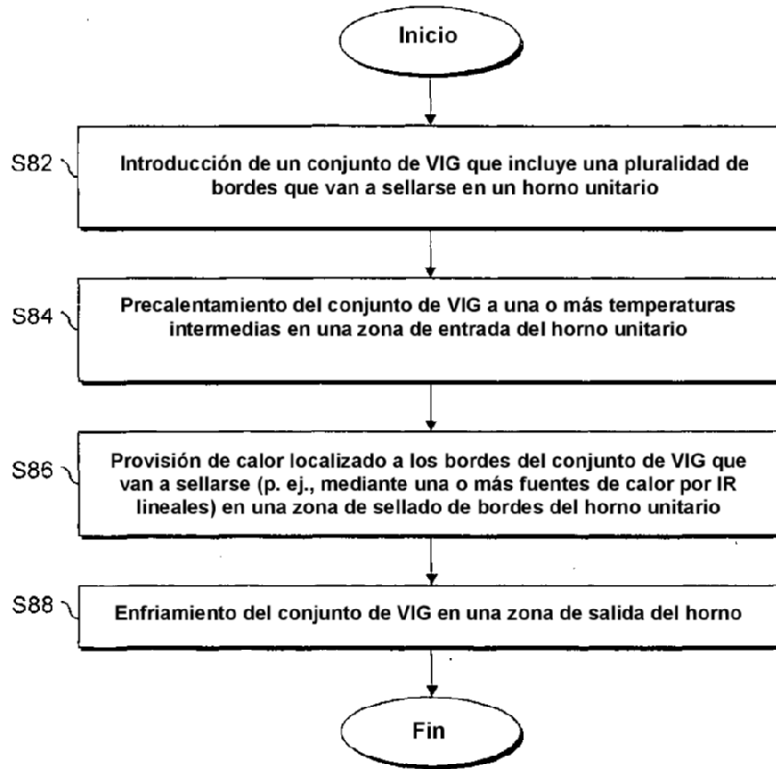 Inicio
S82
Introducción de un conjunto de VIG que incluye una pluralidad de
bordes que van a sellarse en un horno unitario
S84
Precalentamiento del conjunto de VIG a una o más temperaturas
intermedias en una zona de entrada del horno unitario
S86
Provisión de calor localizado a los bordes del conjunto de VIG que
van a sellarse (p. ej., mediante una o más fuentes de calor por IR
lineales) en una zona de sellado de bordes del horno unitario
S88
Enfriamiento del conjunto de VIG en una zona de salida del horno
Fin